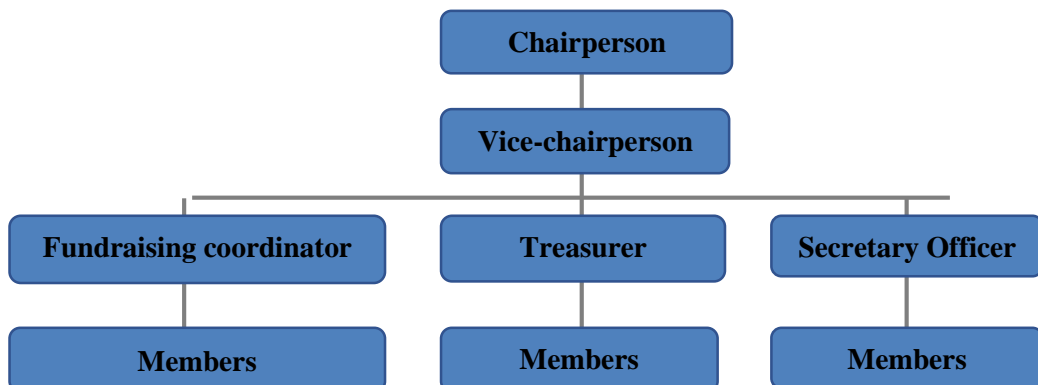 Chairperson
Vice-chairperson
Fundraising coordinator
Treasurer
Secretary Officer
Members
Members
Members